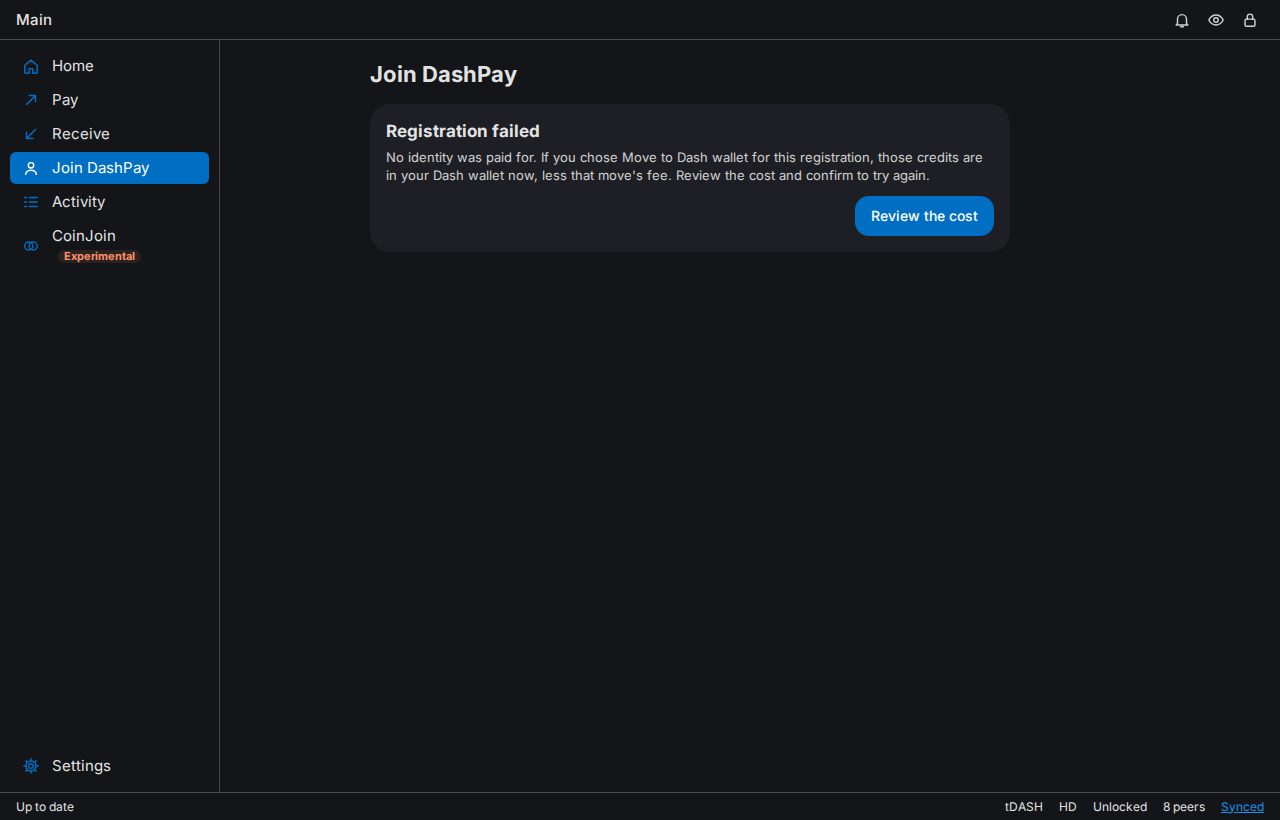 Main
Home
Pay
Receive
Join DashPay
Activity
CoinJoin
Experimental
Settings
Join DashPay
Registration failed
No identity was paid for. If you chose Move to Dash wallet for this registration, those credits are
in your Dash wallet now, less that move's fee. Review the cost and confirm to try again.
Review the cost
Up to date
tDASH HD Unlocked 8 peers Synced